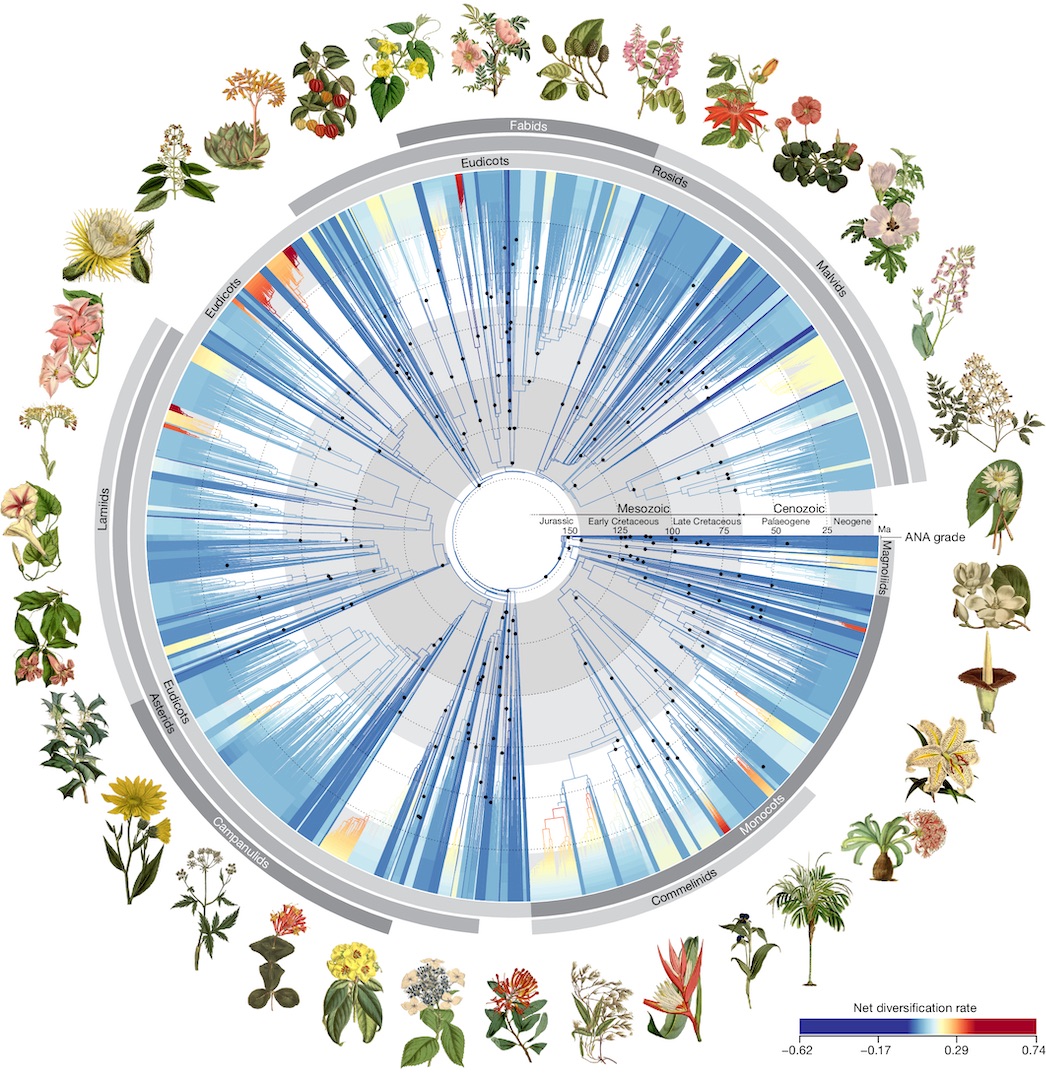 Fabids
Eudicots
Rosids
Malvids
Eudicots
Lamiids
Mesozoic
Cenozoic
Jurassic
Early Cretaceous
Late Cretaceous
Palaeogene
Neogene
150
125
100
75
50
25
Ma
ANA grade
Magnoliids
Eudicots
Asterids
Campanulids
Monocots
Commelinids
Net diversification rate
−0.62
−0.17
0.29
0.74